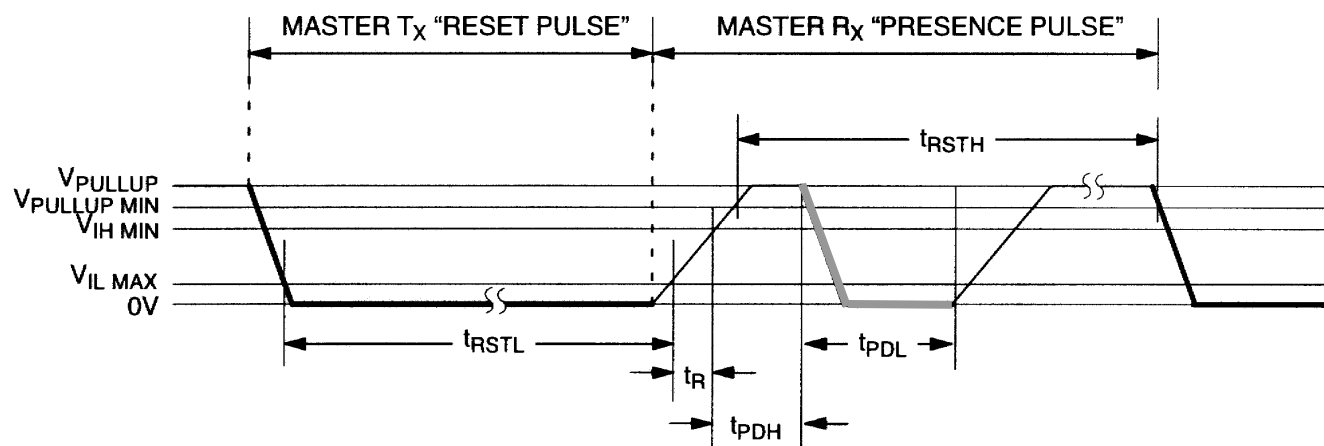 MASTER TX “RESET PULSE”
MASTER RX “PRESENCE PULSE”
tRSTH
VPULLUP
VPULLUP MIN
VIH MIN
VIL MAX
0V
tRSTL
tPDL
tR
tPDH